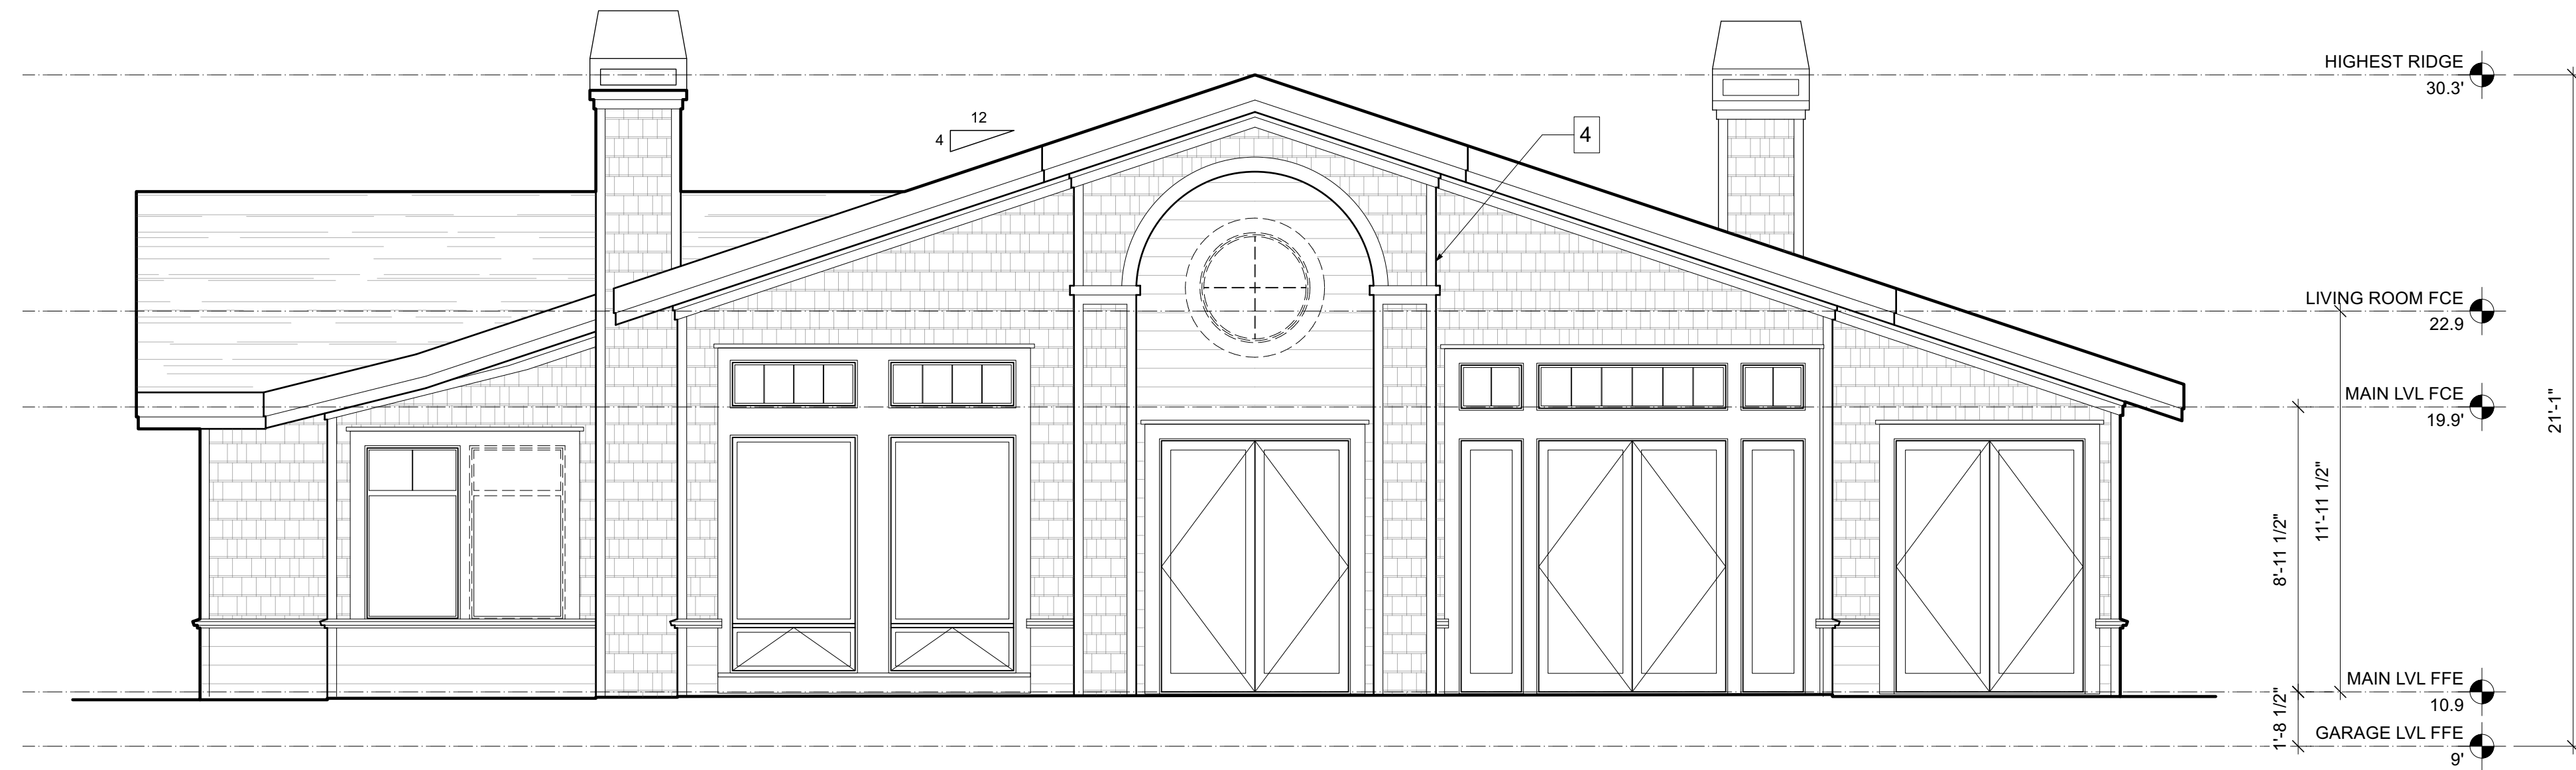 HIGHEST RIDGE
30.3'
12
4
4
LIVING ROOM FCE
22.9
MAIN LVL FCE
19.9'
21'-1"
11'-11 1/2"
8'-11 1/2"
MAIN LVL FFE
10.9
1'-8 1/2"
GARAGE LVL FFE
9'